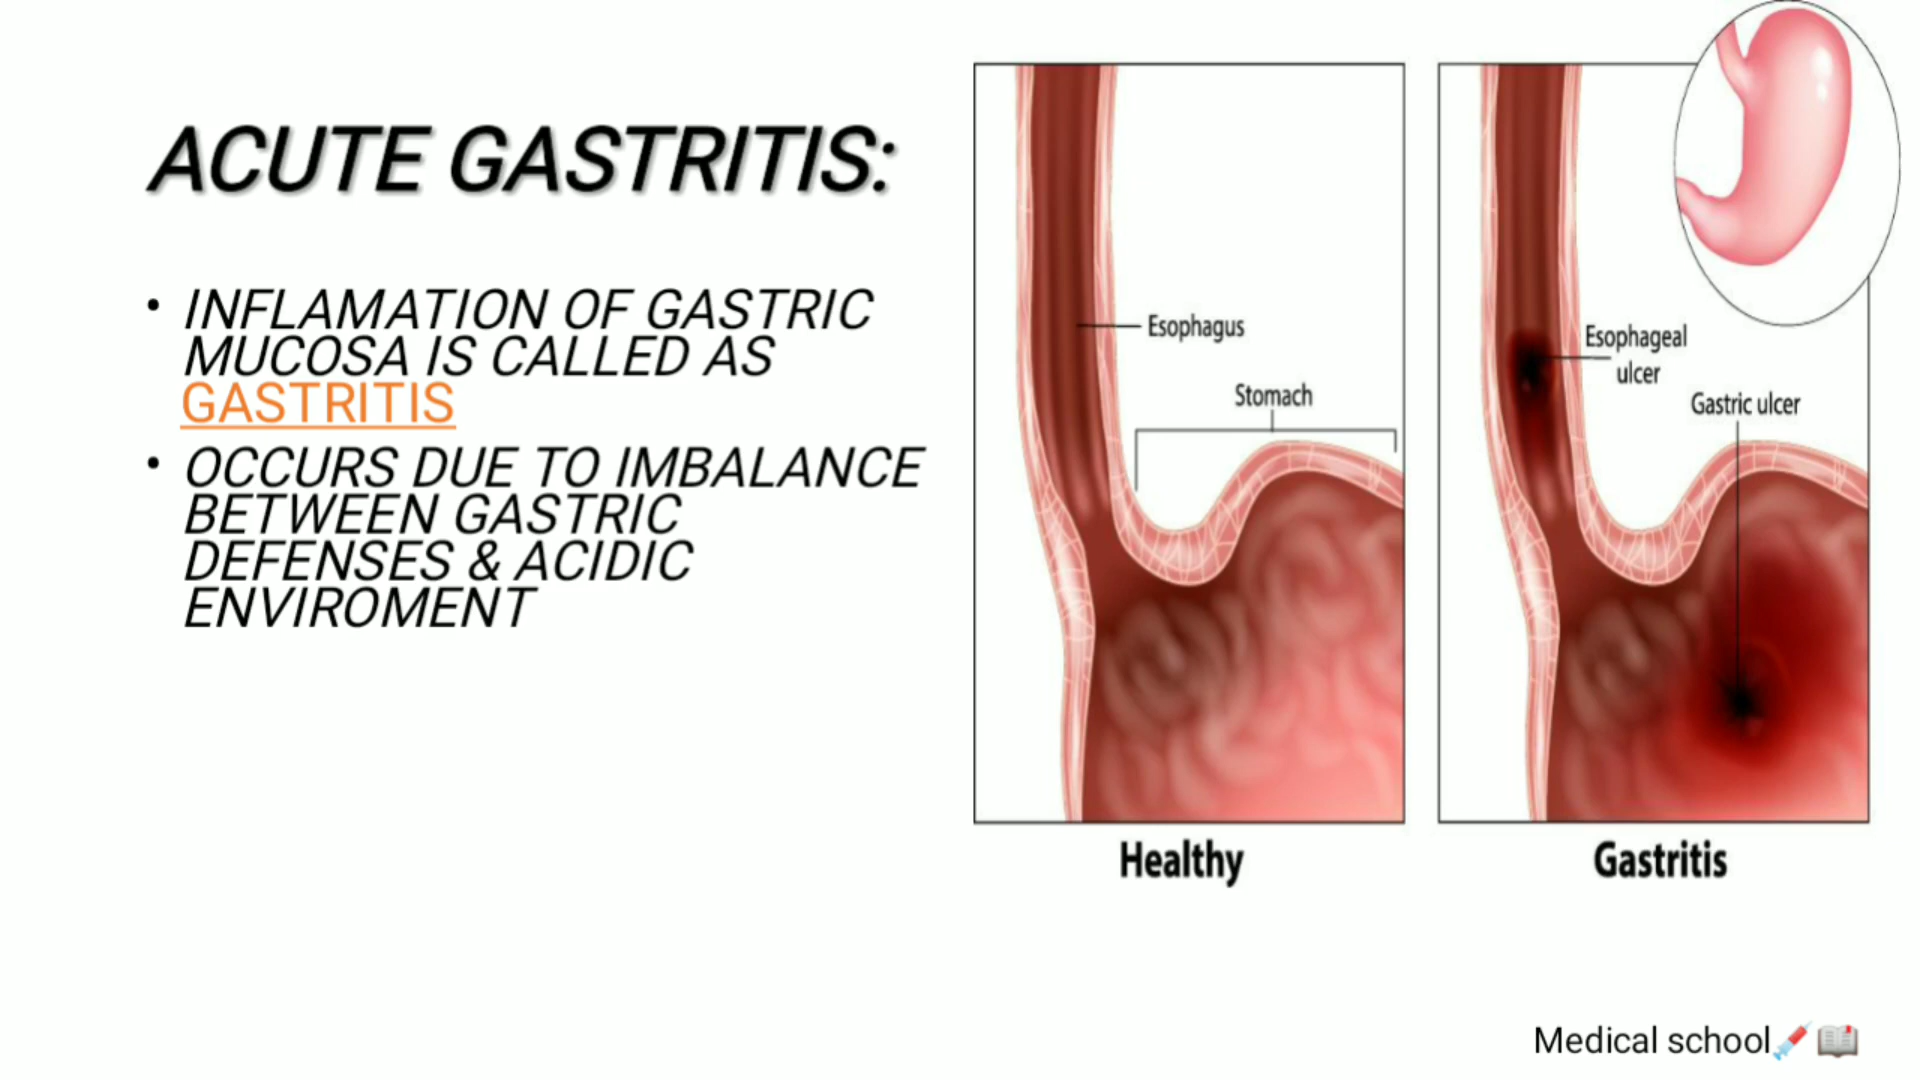 ACUTE GASTRITIS:
• INFLAMATION OF GASTRIC
MUCOSA IS CALLED AS
GASTRITIS
• OCCURS DUE TO IMBALANCE
BETWEEN GASTRIC
DEFENSES & ACIDIC
ENVIROMENT
Esophagus
Stomach
Healthy
Esophageal
ulcer
Gastric ulcer
Gastritis
Medical school💉📖